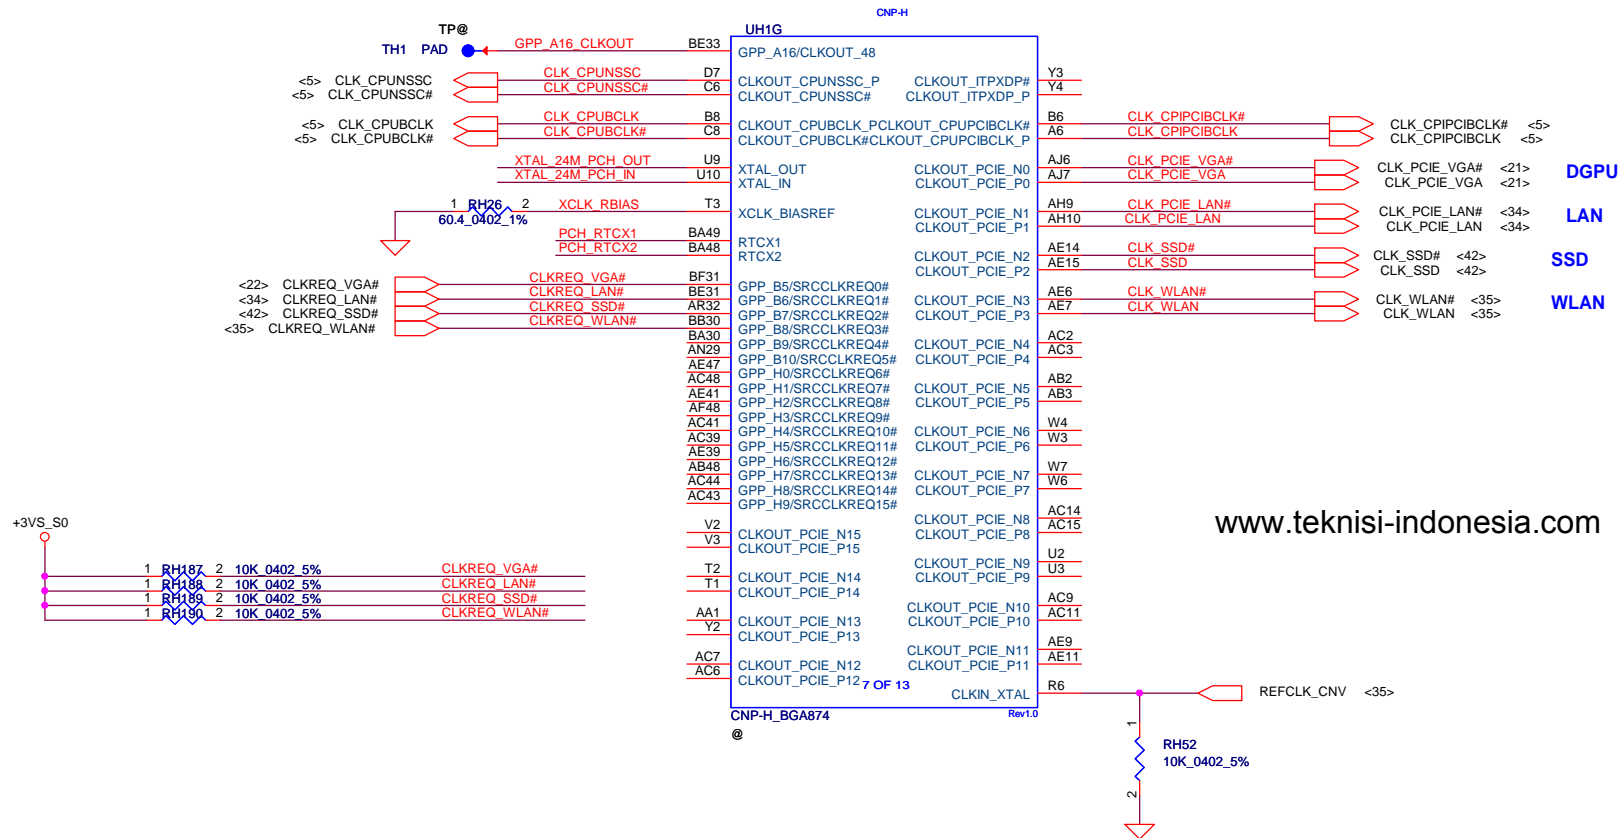 CNP-H
UH1G
TP@
TH1 PAD
GPP_A16_CLKOUT BE33 GPP_A16/CLKOUT_48
<5> CLK_CPUNSSC CLK_CPUNSSC D7 CLKOUT_CPUNSSC_P CLKOUT_ITPXDP# Y3
<5> CLK_CPUNSSC# CLK_CPUNSSC# C6 CLKOUT_CPUNSSC# CLKOUT_ITPXDP_P Y4
<5> CLK_CPUBCLK CLK_CPUBCLK B8 CLKOUT_CPUBCLK_PCLKOUT_CPUPCIBCLK# B6 CLK_CPIPCIBCLK# CLK_CPIPCIBCLK# <5>
<5> CLK_CPUBCLK# CLK_CPUBCLK# C8 CLKOUT_CPUBCLK#CLKOUT_CPUPCIBCLK_P A6 CLK_CPIPCIBCLK CLK_CPIPCIBCLK <5>
XTAL_24M_PCH_OUT U9 XTAL_OUT CLKOUT_PCIE_N0 AJ6 CLK_PCIE_VGA# CLK_PCIE_VGA# <21> DGPU
XTAL_24M_PCH_IN U10 XTAL_IN CLKOUT_PCIE_P0 AJ7 CLK_PCIE_VGA CLK_PCIE_VGA <21>
1 RH26 2 XCLK_RBIAS T3 XCLK_BIASREF CLKOUT_PCIE_N1 AH9 CLK_PCIE_LAN# CLK_PCIE_LAN# <34> LAN
60.4_0402_1% CLKOUT_PCIE_P1 AH10 CLK_PCIE_LAN CLK_PCIE_LAN <34>
PCH_RTCX1 BA49 RTCX1
PCH_RTCX2 BA48 RTCX2 CLKOUT_PCIE_N2 AE14 CLK_SSD# CLK_SSD# <42> SSD
CLKOUT_PCIE_P2 AE15 CLK_SSD CLK_SSD <42>
<22> CLKREQ_VGA# CLKREQ_VGA# BF31 GPP_B5/SRCCLKREQ0#
<34> CLKREQ_LAN# CLKREQ_LAN# BE31 GPP_B6/SRCCLKREQ1# CLKOUT_PCIE_N3 AE6 CLK_WLAN# CLK_WLAN# <35> WLAN
<42> CLKREQ_SSD# CLKREQ_SSD# AR32 GPP_B7/SRCCLKREQ2# CLKOUT_PCIE_P3 AE7 CLK_WLAN CLK_WLAN <35>
<35> CLKREQ_WLAN# CLKREQ_WLAN# BB30 GPP_B8/SRCCLKREQ3#
BA30 GPP_B9/SRCCLKREQ4# CLKOUT_PCIE_N4 AC2
AN29 GPP_B10/SRCCLKREQ5# CLKOUT_PCIE_P4 AC3
AE47 GPP_H0/SRCCLKREQ6#
AC48 GPP_H1/SRCCLKREQ7# CLKOUT_PCIE_N5 AB2
AE41 GPP_H2/SRCCLKREQ8# CLKOUT_PCIE_P5 AB3
AF48 GPP_H3/SRCCLKREQ9#
AC41 GPP_H4/SRCCLKREQ10# CLKOUT_PCIE_N6 W4
AC39 GPP_H5/SRCCLKREQ11# CLKOUT_PCIE_P6 W3
AE39 GPP_H6/SRCCLKREQ12#
AB48 GPP_H7/SRCCLKREQ13# CLKOUT_PCIE_N7 W7
AC44 GPP_H8/SRCCLKREQ14# CLKOUT_PCIE_P7 W6
AC43 GPP_H9/SRCCLKREQ15#
CLKOUT_PCIE_N8 AC14
V2 CLKOUT_PCIE_N15 CLKOUT_PCIE_P8 AC15
V3 CLKOUT_PCIE_P15
www.teknisi-indonesia.com
CLKOUT_PCIE_N9 U2
T2 CLKOUT_PCIE_N14 CLKOUT_PCIE_P9 U3
T1 CLKOUT_PCIE_P14
CLKOUT_PCIE_N10 AC9
AA1 CLKOUT_PCIE_N13 CLKOUT_PCIE_P10 AC11
Y2 CLKOUT_PCIE_P13
CLKOUT_PCIE_N11 AE9
AC7 CLKOUT_PCIE_N12 CLKOUT_PCIE_P11 AE11
AC6 CLKOUT_PCIE_P12 7 OF 13
CLKIN_XTAL R6 REFCLK_CNV <35>
CNP-H_BGA874 Rev1.0
@
+3VS_S0
1 RH187 2 10K_0402_5% CLKREQ_VGA#
1 RH188 2 10K_0402_5% CLKREQ_LAN#
1 RH189 2 10K_0402_5% CLKREQ_SSD#
1 RH190 2 10K_0402_5% CLKREQ_WLAN#
1
RH52
10K_0402_5%
2